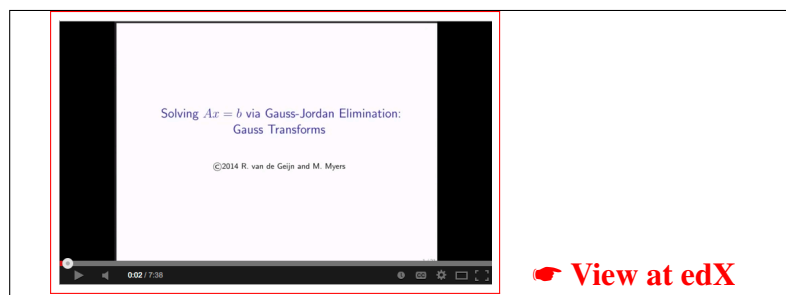 Solving Ax = b via Gauss-Jordan Elimination:
Gauss Transforms
©2014 R. van de Geijn and M. Myers
0:02 / 7:38
CC
☛ View at edX